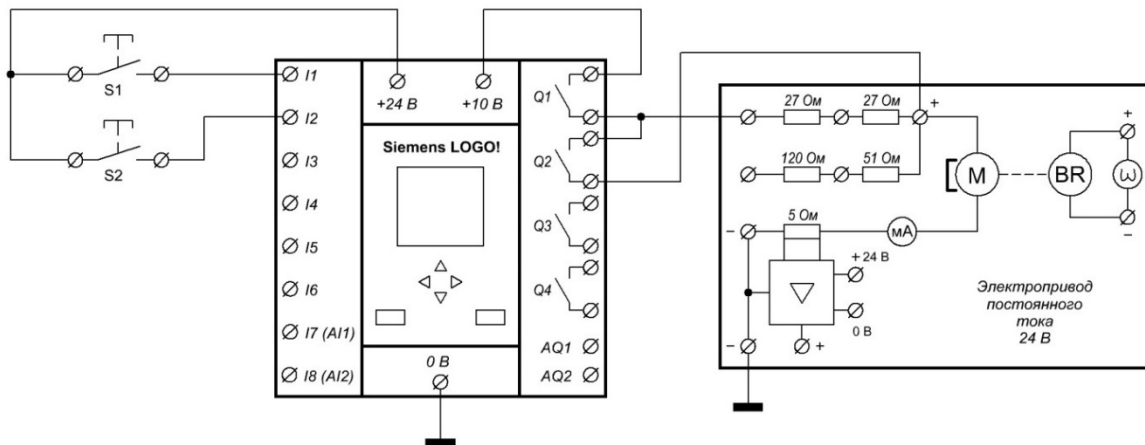 S1
S2
I1
I2
I3
I4
I5
I6
I7 (AI1)
I8 (AI2)
+24 В
+10 В
Siemens LOGO!
0 В
Q1
Q2
Q3
Q4
AQ1
AQ2
27 Ом 27 Ом +
120 Ом 51 Ом
– 5 Ом
мА
M
BR
+
ω
–
+ 24 В
0 В
– +
Электропривод
постоянного
тока
24 В